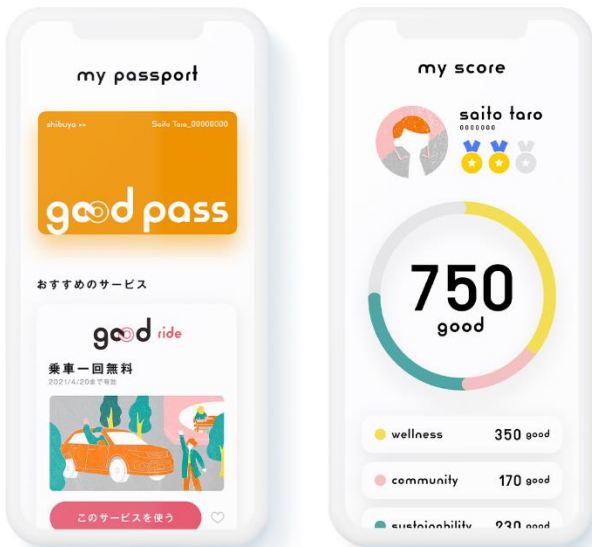 my passport
shibuya ▸▸
Saito Taro_00000000
good pass
おすすめのサービス
good ride
乗車一回無料
2021/4/20まで有効
このサービスを使う
my score
saito taro
0000000
750
good
wellness 350 good
community 170 good
sustainability 230 good